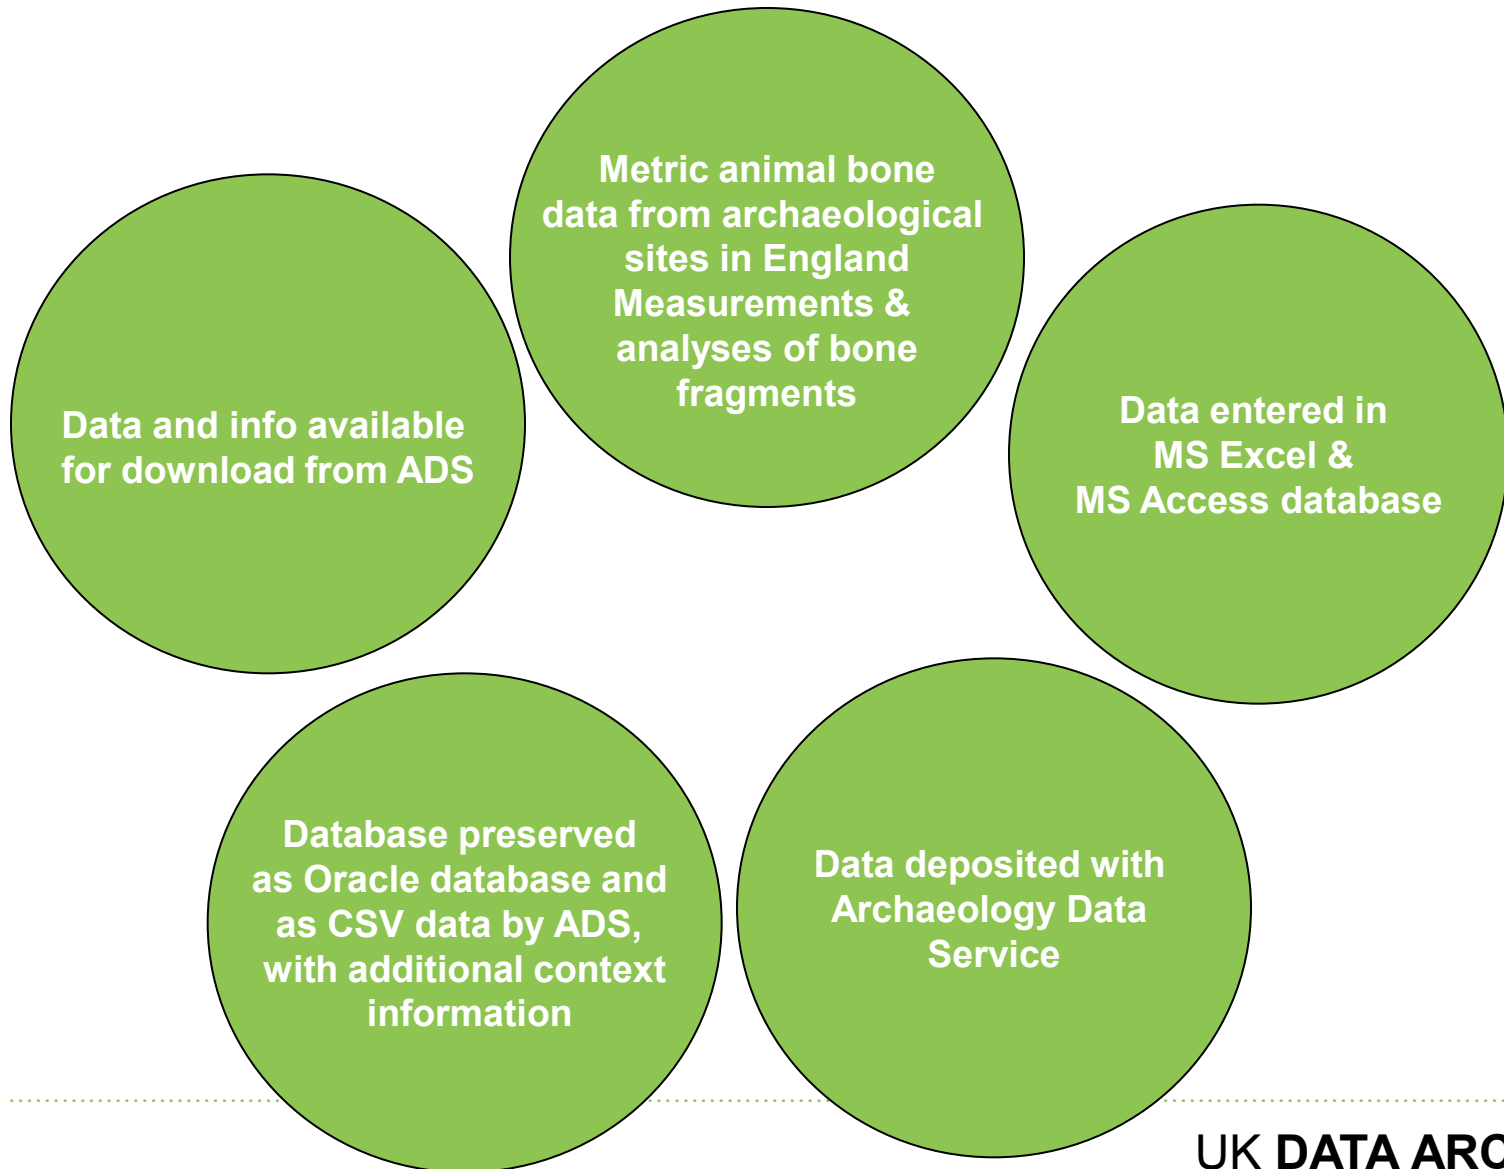 Metric animal bone
data from archaeological
sites in England
Measurements &
analyses of bone
fragments
Data entered in
MS Excel &
MS Access database
Data deposited with
Archaeology Data
Service
Database preserved
as Oracle database and
as CSV data by ADS,
with additional context
information
Data and info available
for download from ADS
UK DATA ARC